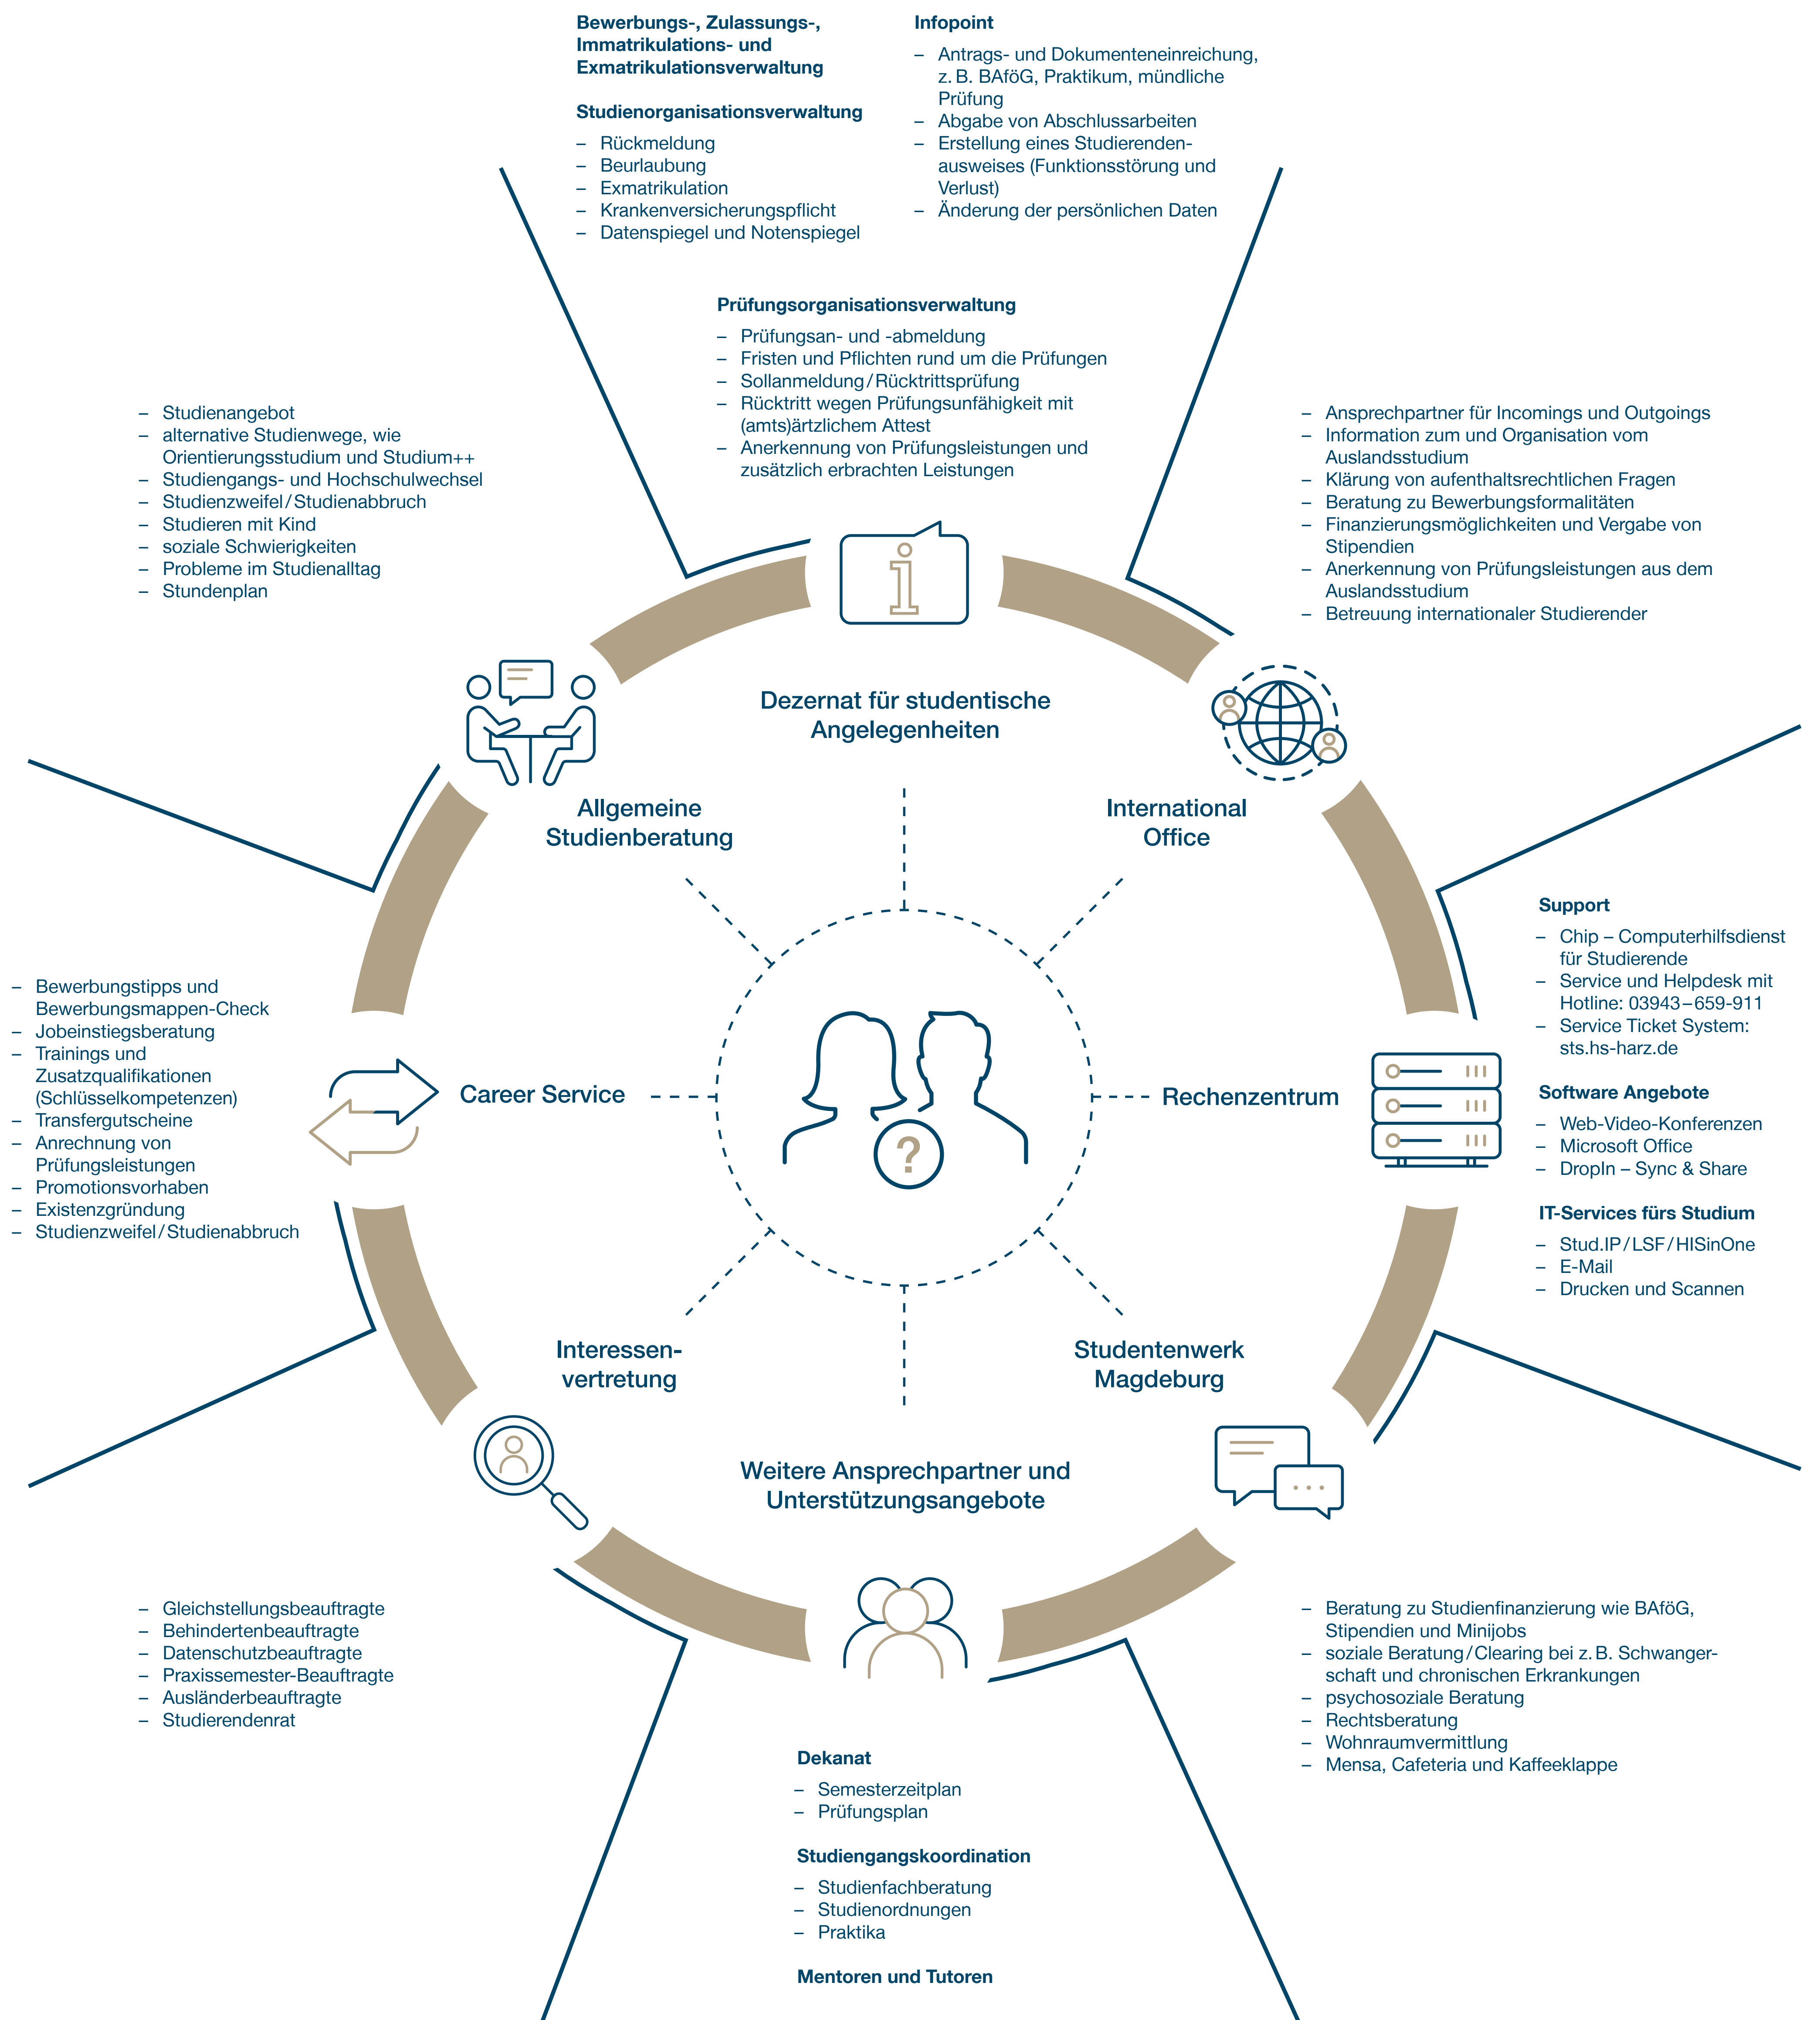 Bewerbungs-, Zulassungs-,
Immatrikulations- und
Exmatrikulationsverwaltung
Studienorganisationsverwaltung
– Rückmeldung
– Beurlaubung
– Exmatrikulation
– Krankenversicherungspflicht
– Datenspiegel und Notenspiegel
Infopoint
– Antrags- und Dokumenteneinreichung,
z. B. BAföG, Praktikum, mündliche
Prüfung
– Abgabe von Abschlussarbeiten
– Erstellung eines Studierenden-
ausweises (Funktionsstörung und
Verlust)
– Änderung der persönlichen Daten
Prüfungsorganisationsverwaltung
– Prüfungsan- und -abmeldung
– Fristen und Pflichten rund um die Prüfungen
– Sollanmeldung/Rücktrittsprüfung
– Rücktritt wegen Prüfungsunfähigkeit mit
(amts)ärtzlichem Attest
– Anerkennung von Prüfungsleistungen und
zusätzlich erbrachten Leistungen
– Studienangebot
– alternative Studienwege, wie
Orientierungsstudium und Studium++
– Studiengangs- und Hochschulwechsel
– Studienzweifel/Studienabbruch
– Studieren mit Kind
– soziale Schwierigkeiten
– Probleme im Studienalltag
– Stundenplan
– Ansprechpartner für Incomings und Outgoings
– Information zum und Organisation vom
Auslandsstudium
– Klärung von aufenthaltsrechtlichen Fragen
– Beratung zu Bewerbungsformalitäten
– Finanzierungsmöglichkeiten und Vergabe von
Stipendien
– Anerkennung von Prüfungsleistungen aus dem
Auslandsstudium
– Betreuung internationaler Studierender
i
Dezernat für studentische
Angelegenheiten
Allgemeine
Studienberatung
International
Office
– Bewerbungstipps und
Bewerbungsmappen-Check
– Jobeinstiegsberatung
– Trainings und
Zusatzqualifikationen
(Schlüsselkompetenzen)
– Transfergutscheine
– Anrechnung von
Prüfungsleistungen
– Promotionsvorhaben
– Existenzgründung
– Studienzweifel/Studienabbruch
Career Service
?
Rechenzentrum
Support
– Chip – Computerhilfsdienst
für Studierende
– Service und Helpdesk mit
Hotline: 03943–659-911
– Service Ticket System:
sts.hs-harz.de
Software Angebote
– Web-Video-Konferenzen
– Microsoft Office
– DropIn – Sync & Share
IT-Services fürs Studium
– Stud.IP/LSF/HISinOne
– E-Mail
– Drucken und Scannen
Interessen-
vertretung
Studentenwerk
Magdeburg
Weitere Ansprechpartner und
Unterstützungsangebote
– Gleichstellungsbeauftragte
– Behindertenbeauftragte
– Datenschutzbeauftragte
– Praxissemester-Beauftragte
– Ausländerbeauftragte
– Studierendenrat
– Beratung zu Studienfinanzierung wie BAföG,
Stipendien und Minijobs
– soziale Beratung/Clearing bei z. B. Schwanger-
schaft und chronischen Erkrankungen
– psychosoziale Beratung
– Rechtsberatung
– Wohnraumvermittlung
– Mensa, Cafeteria und Kaffeeklappe
Dekanat
– Semesterzeitplan
– Prüfungsplan
Studiengangskoordination
– Studienfachberatung
– Studienordnungen
– Praktika
Mentoren und Tutoren